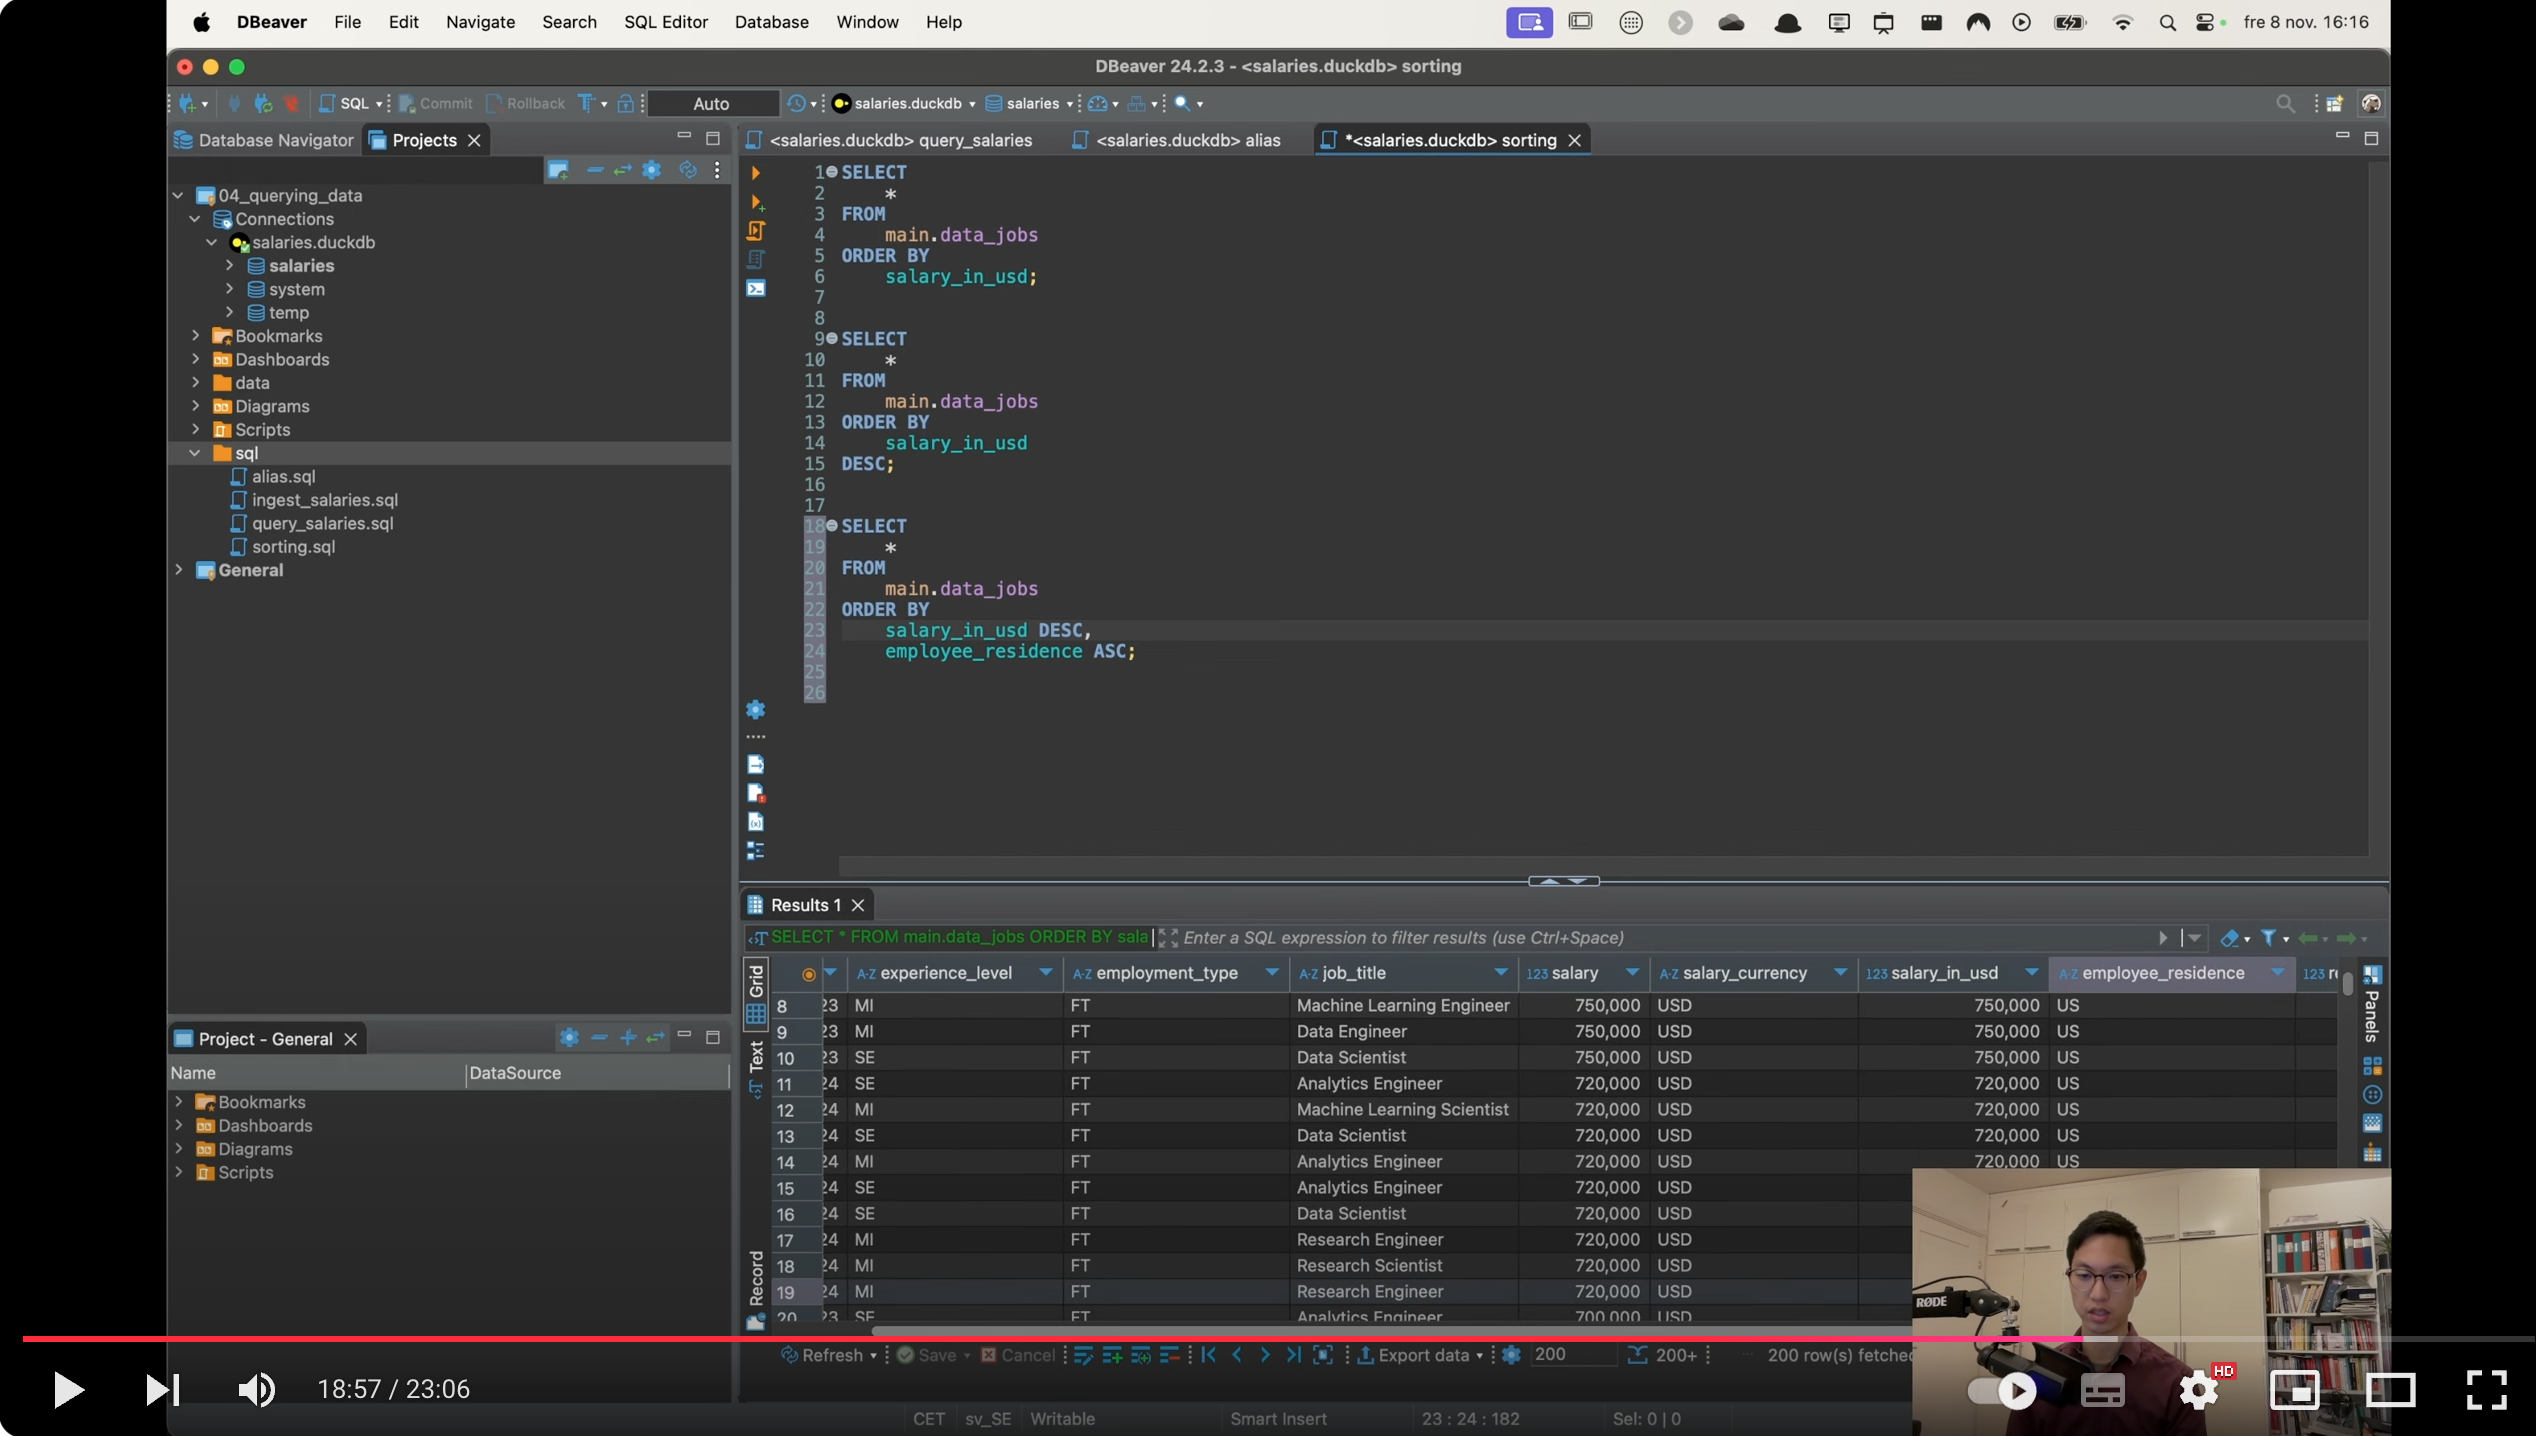 DBeaver File Edit Navigate Search SQL Editor Database Window Help fre 8 nov. 16:16
DBeaver 24.2.3 - <salaries.duckdb> sorting
SQL Commit Rollback Auto salaries.duckdb salaries
Database Navigator Projects
04_querying_data
Connections
salaries.duckdb
salaries
system
temp
Bookmarks
Dashboards
data
Diagrams
Scripts
sql
alias.sql
ingest_salaries.sql
query_salaries.sql
sorting.sql
General
<salaries.duckdb> query_salaries <salaries.duckdb> alias *<salaries.duckdb> sorting
1 SELECT
2 *
3 FROM
4 main.data_jobs
5 ORDER BY
6 salary_in_usd;
7
8
9 SELECT
10 *
11 FROM
12 main.data_jobs
13 ORDER BY
14 salary_in_usd
15 DESC;
16
17
18 SELECT
19 *
20 FROM
21 main.data_jobs
22 ORDER BY
23 salary_in_usd DESC,
24 employee_residence ASC;
25
26
Project - General
Name DataSource
Bookmarks
Dashboards
Diagrams
Scripts
Results 1
SELECT * FROM main.data_jobs ORDER BY sala Enter a SQL expression to filter results (use Ctrl+Space)
Grid
Text
Record
Panels
A-Z experience_level A-Z employment_type A-Z job_title 123 salary A-Z salary_currency 123 salary_in_usd A-Z employee_residence 123
8 23 MI FT Machine Learning Engineer 750,000 USD 750,000 US
9 23 MI FT Data Engineer 750,000 USD 750,000 US
10 23 SE FT Data Scientist 750,000 USD 750,000 US
11 24 SE FT Analytics Engineer 720,000 USD 720,000 US
12 24 MI FT Machine Learning Scientist 720,000 USD 720,000 US
13 24 SE FT Data Scientist 720,000 USD 720,000 US
14 24 MI FT Analytics Engineer 720,000 USD 720,000 US
15 24 SE FT Analytics Engineer 720,000 USD
16 24 SE FT Data Scientist 720,000 USD
17 24 MI FT Research Engineer 720,000 USD
18 24 MI FT Research Scientist 720,000 USD
19 24 MI FT Research Engineer 720,000 USD
20 23 SE FT Analytics Engineer 700,000 USD
Refresh Save Cancel Export data 200 200+ 200 row(s) fetched
CET sv_SE Writable Smart Insert 23 : 24 : 182 Sel: 0 | 0
RØDE
18:57 / 23:06
HD